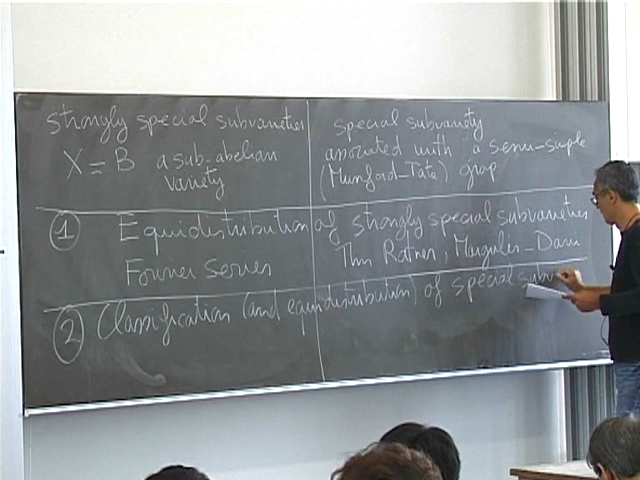 strongly special subvarieties
X = B a sub-abelian
variety
special subvariety
associated with a semi-simple
(Mumford-Tate) group
① Equidistribution of strongly special subvarieties
Fourier Series
Thm Ratner, Margulis-Dani
② Classification (and equidistribution) of special subv